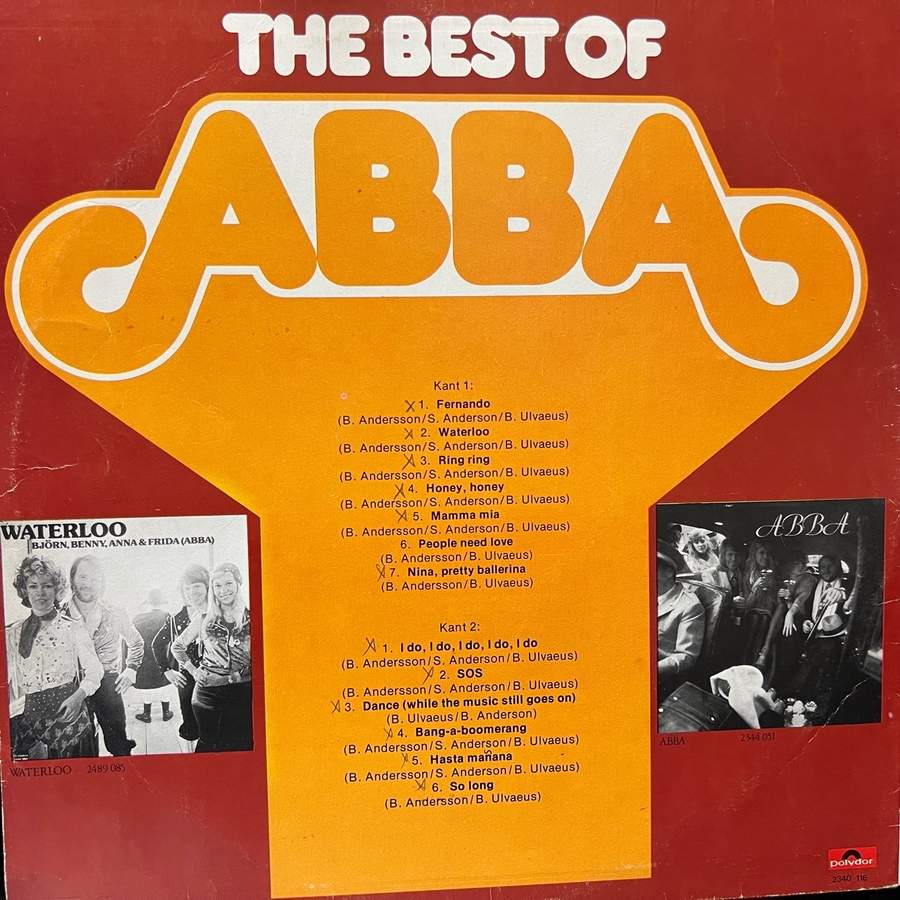 THE BEST OF
ABBA
Kant 1:
1. Fernando
(B. Andersson/S. Anderson/B. Ulvaeus)
2. Waterloo
(B. Andersson/S. Anderson/B. Ulvaeus)
3. Ring ring
(B. Andersson/S. Anderson/B. Ulvaeus)
4. Honey, honey
(B. Andersson/S. Anderson/B. Ulvaeus)
5. Mamma mia
(B. Andersson/S. Anderson/B. Ulvaeus)
6. People need love
(B. Andersson/B. Ulvaeus)
7. Nina, pretty ballerina
(B. Andersson/B. Ulvaeus)
Kant 2:
1. I do, I do, I do, I do, I do
(B. Andersson/S. Anderson/B. Ulvaeus)
2. SOS
(B. Andersson/S. Anderson/B. Ulvaeus)
3. Dance (while the music still goes on)
(B. Ulvaeus/B. Anderson)
4. Bang-a-boomerang
(B. Andersson/S. Anderson/B. Ulvaeus)
5. Hasta mañana
(B. Andersson/S. Anderson/B. Ulvaeus)
6. So long
(B. Andersson/B. Ulvaeus)
WATERLOO
BJÖRN, BENNY, ANNA & FRIDA (ABBA)
WATERLOO 2489 085
ABBA
ABBA 2344 051
polydor
2340 116